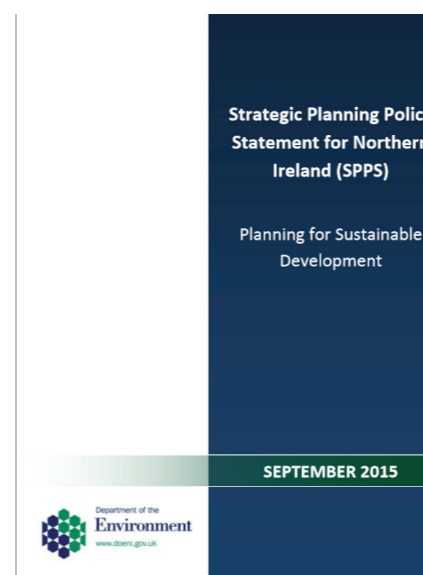 Strategic Planning Polic
Statement for Northern
Ireland (SPPS)
Planning for Sustainable
Development
SEPTEMBER 2015
Department of the
Environment
www.doeni.gov.uk